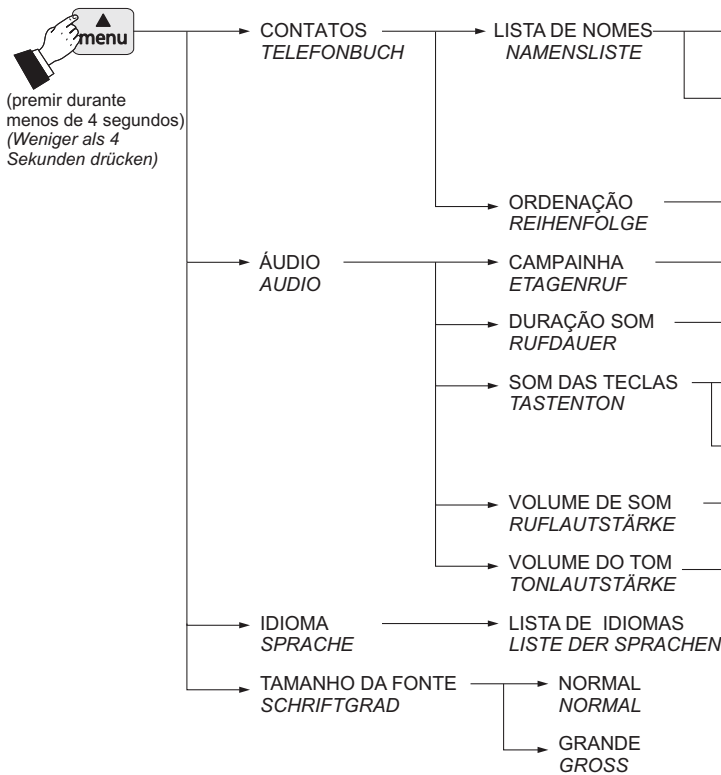 menu
(premir durante
menos de 4 segundos)
(Weniger als 4
Sekunden drücken)
CONTATOS
TELEFONBUCH
LISTA DE NOMES
NAMENSLISTE
ORDENAÇÃO
REIHENFOLGE
ÁUDIO
AUDIO
CAMPAINHA
ETAGENRUF
DURAÇÃO SOM
RUFDAUER
SOM DAS TECLAS
TASTENTON
VOLUME DE SOM
RUFLAUTSTÄRKE
VOLUME DO TOM
TONLAUTSTÄRKE
IDIOMA
SPRACHE
LISTA DE IDIOMAS
LISTE DER SPRACHEN
TAMANHO DA FONTE
SCHRIFTGRAD
NORMAL
NORMAL
GRANDE
GROSS